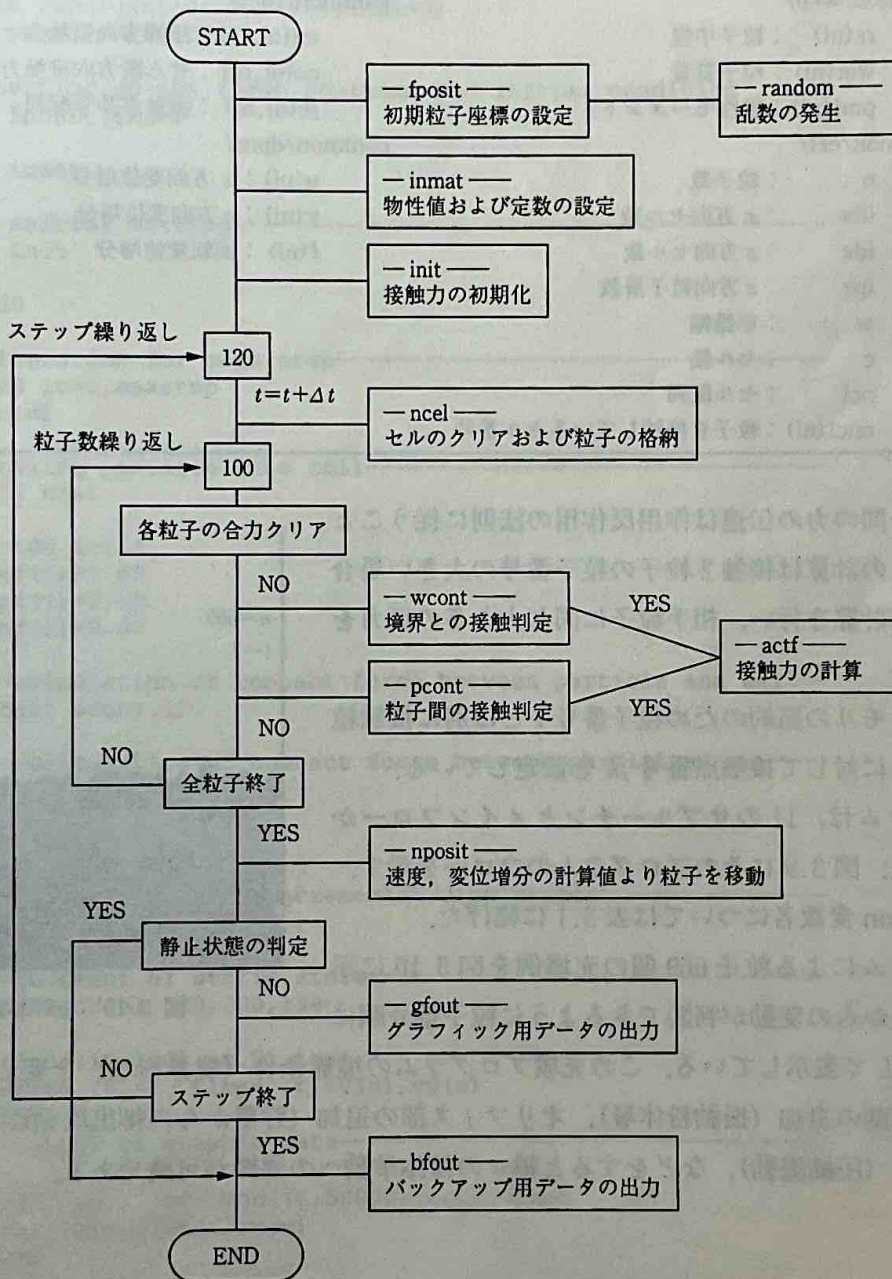 START
fposit
初期粒子座標の設定
random
乱数の発生
inmat
物性値および定数の設定
init
接触力の初期化
ステップ繰り返し
120
t=t+Δt
ncel
セルのクリアおよび粒子の格納
粒子数繰り返し
100
各粒子の合力クリア
NO
wcont
境界との接触判定
YES
actf
接触力の計算
pcont
粒子間の接触判定
YES
NO
NO
全粒子終了
YES
nposit
速度，変位増分の計算値より粒子を移動
YES
静止状態の判定
NO
gfout
グラフィック用データの出力
NO
ステップ終了
YES
bfout
バックアップ用データの出力
END